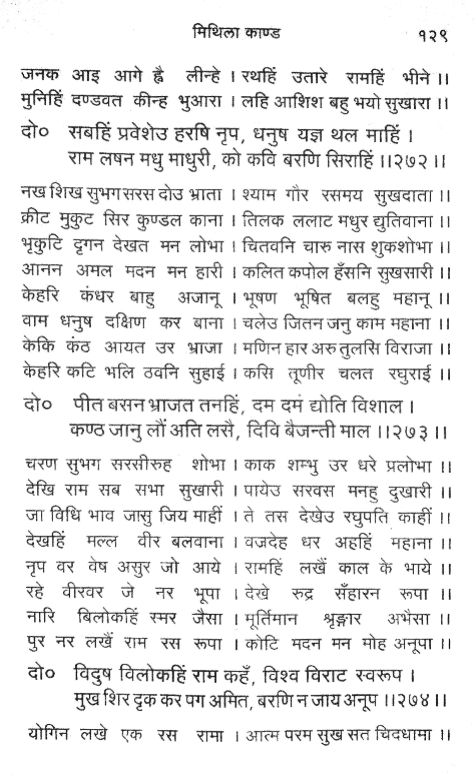 मिथिला काण्ड १२९
जनक आइ आगे ह्वै लीन्हे । रथहिं उतारे रामहिं भीने ।।
मुनिहिं दण्डवत कीन्ह भुआरा । लहि आशिश बहु भयो सुखारा ।।
दो० सबहिं प्रवेशेउ हरषि नृप, धनुष यज्ञ थल माहिं ।
राम लषन मधु माधुरी, को कवि बरणि सिराहिं ।।२७२।।
नख शिख सुभग सरस दोउ भ्राता । श्याम गौर रसमय सुखदाता ।।
क्रीट मुकुट सिर कुण्डल काना । तिलक ललाट मधुर द्युतिवाना ।।
भृकुटि दृगन देखत मन लोभा । चितवनि चारु नास शुकशोभा ।।
आनन अमल मदन मन हारी । कलित कपोल हँसनि सुखसारी ।।
केहरि कंधर बाहु अजानू । भूषण भूषित बलहु महानू ।।
वाम धनुष दक्षिण कर बाना । चलेउ जितन जनु काम महाना ।।
केकि कंठ आयत उर भ्राजा । मणिन हार अरु तुलसि विराजा ।।
केहरि कटि भलि ठवनि सुहाई । कसि तूणीर चलत रघुराई ।।
दो० पीत बसन भ्राजत तनहिं, दम दमं द्योति विशाल ।
कण्ठ जानु लौं अति लसै, दिवि बैजन्ती माल ।।२७३।।
चरण सुभग सरसीरुह शोभा । काक शम्भु उर धरे प्रलोभा ।।
देखि राम सब सभा सुखारी । पायेउ सरवस मनहु दुखारी ।।
जा विधि भाव जासु जिय माहीं । ते तस देखेउ रघुपति काहीं ।।
देखहिं मल्ल वीर बलवाना । वज्रदेह धर अहहिं महाना ।।
नृप वर वेष असुर जो आये । रामहिं लखें काल के भाये ।।
रहे वीरवर जे नर भूपा । देखे रुद्र सँहारन रूपा ।।
नारि बिलोकहिं स्मर जैसा । मूर्तिमान श्रृङ्गार अभैसा ।।
पुर नर लखें राम रस रूपा । कोटि मदन मन मोह अनूपा ।।
दो० विदुष विलोकहिं राम कहँ, विश्व विराट स्वरूप ।
मुख शिर दृक कर पग अमित, बरणि न जाय अनूप ।।२७४।।
योगिन लखे एक रस रामा । आत्म परम सुख सत चिदधामा ।।